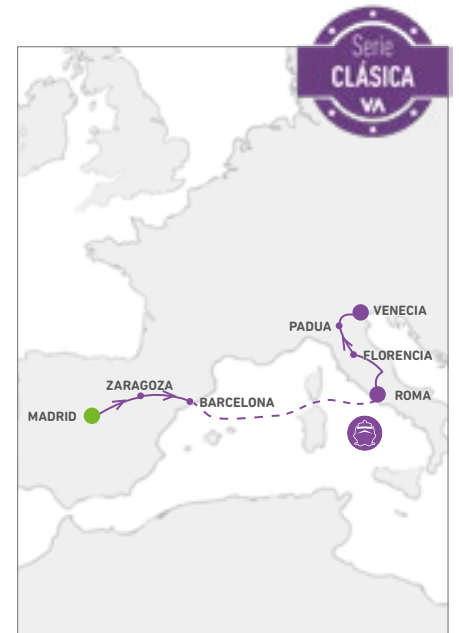 Serie
CLÁSICA
VA
VENECIA
PADUA
FLORENCIA
ZARAGOZA
ROMA
BARCELONA
MADRID